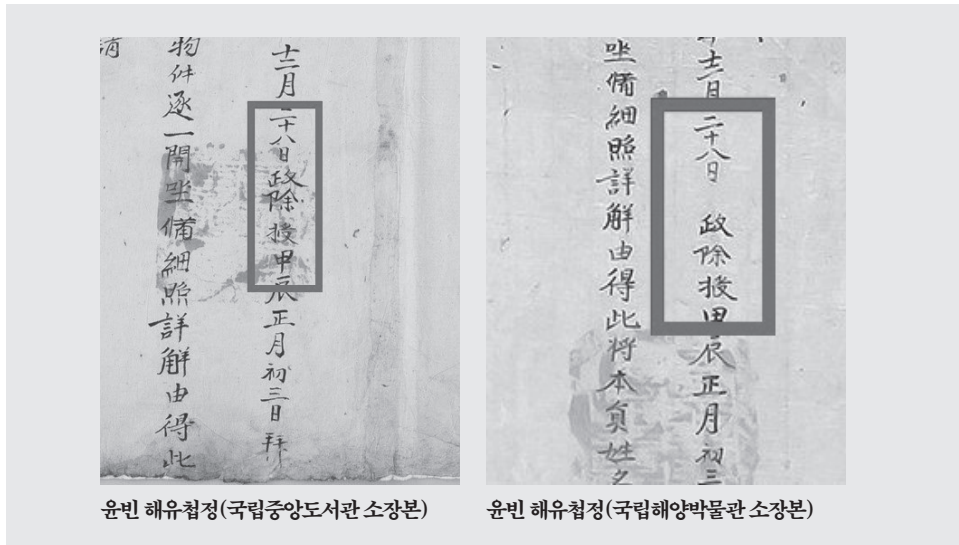 十二月二十八日政除授甲辰正月初三日拜
物件逐一開㘴備細照詳解由得此
윤빈 해유첩정(국립중앙도서관 소장본)
十二月二十八日 政除授甲辰正月初三
㘴備細照詳解由得此將本員姓名
윤빈 해유첩정(국립해양박물관 소장본)